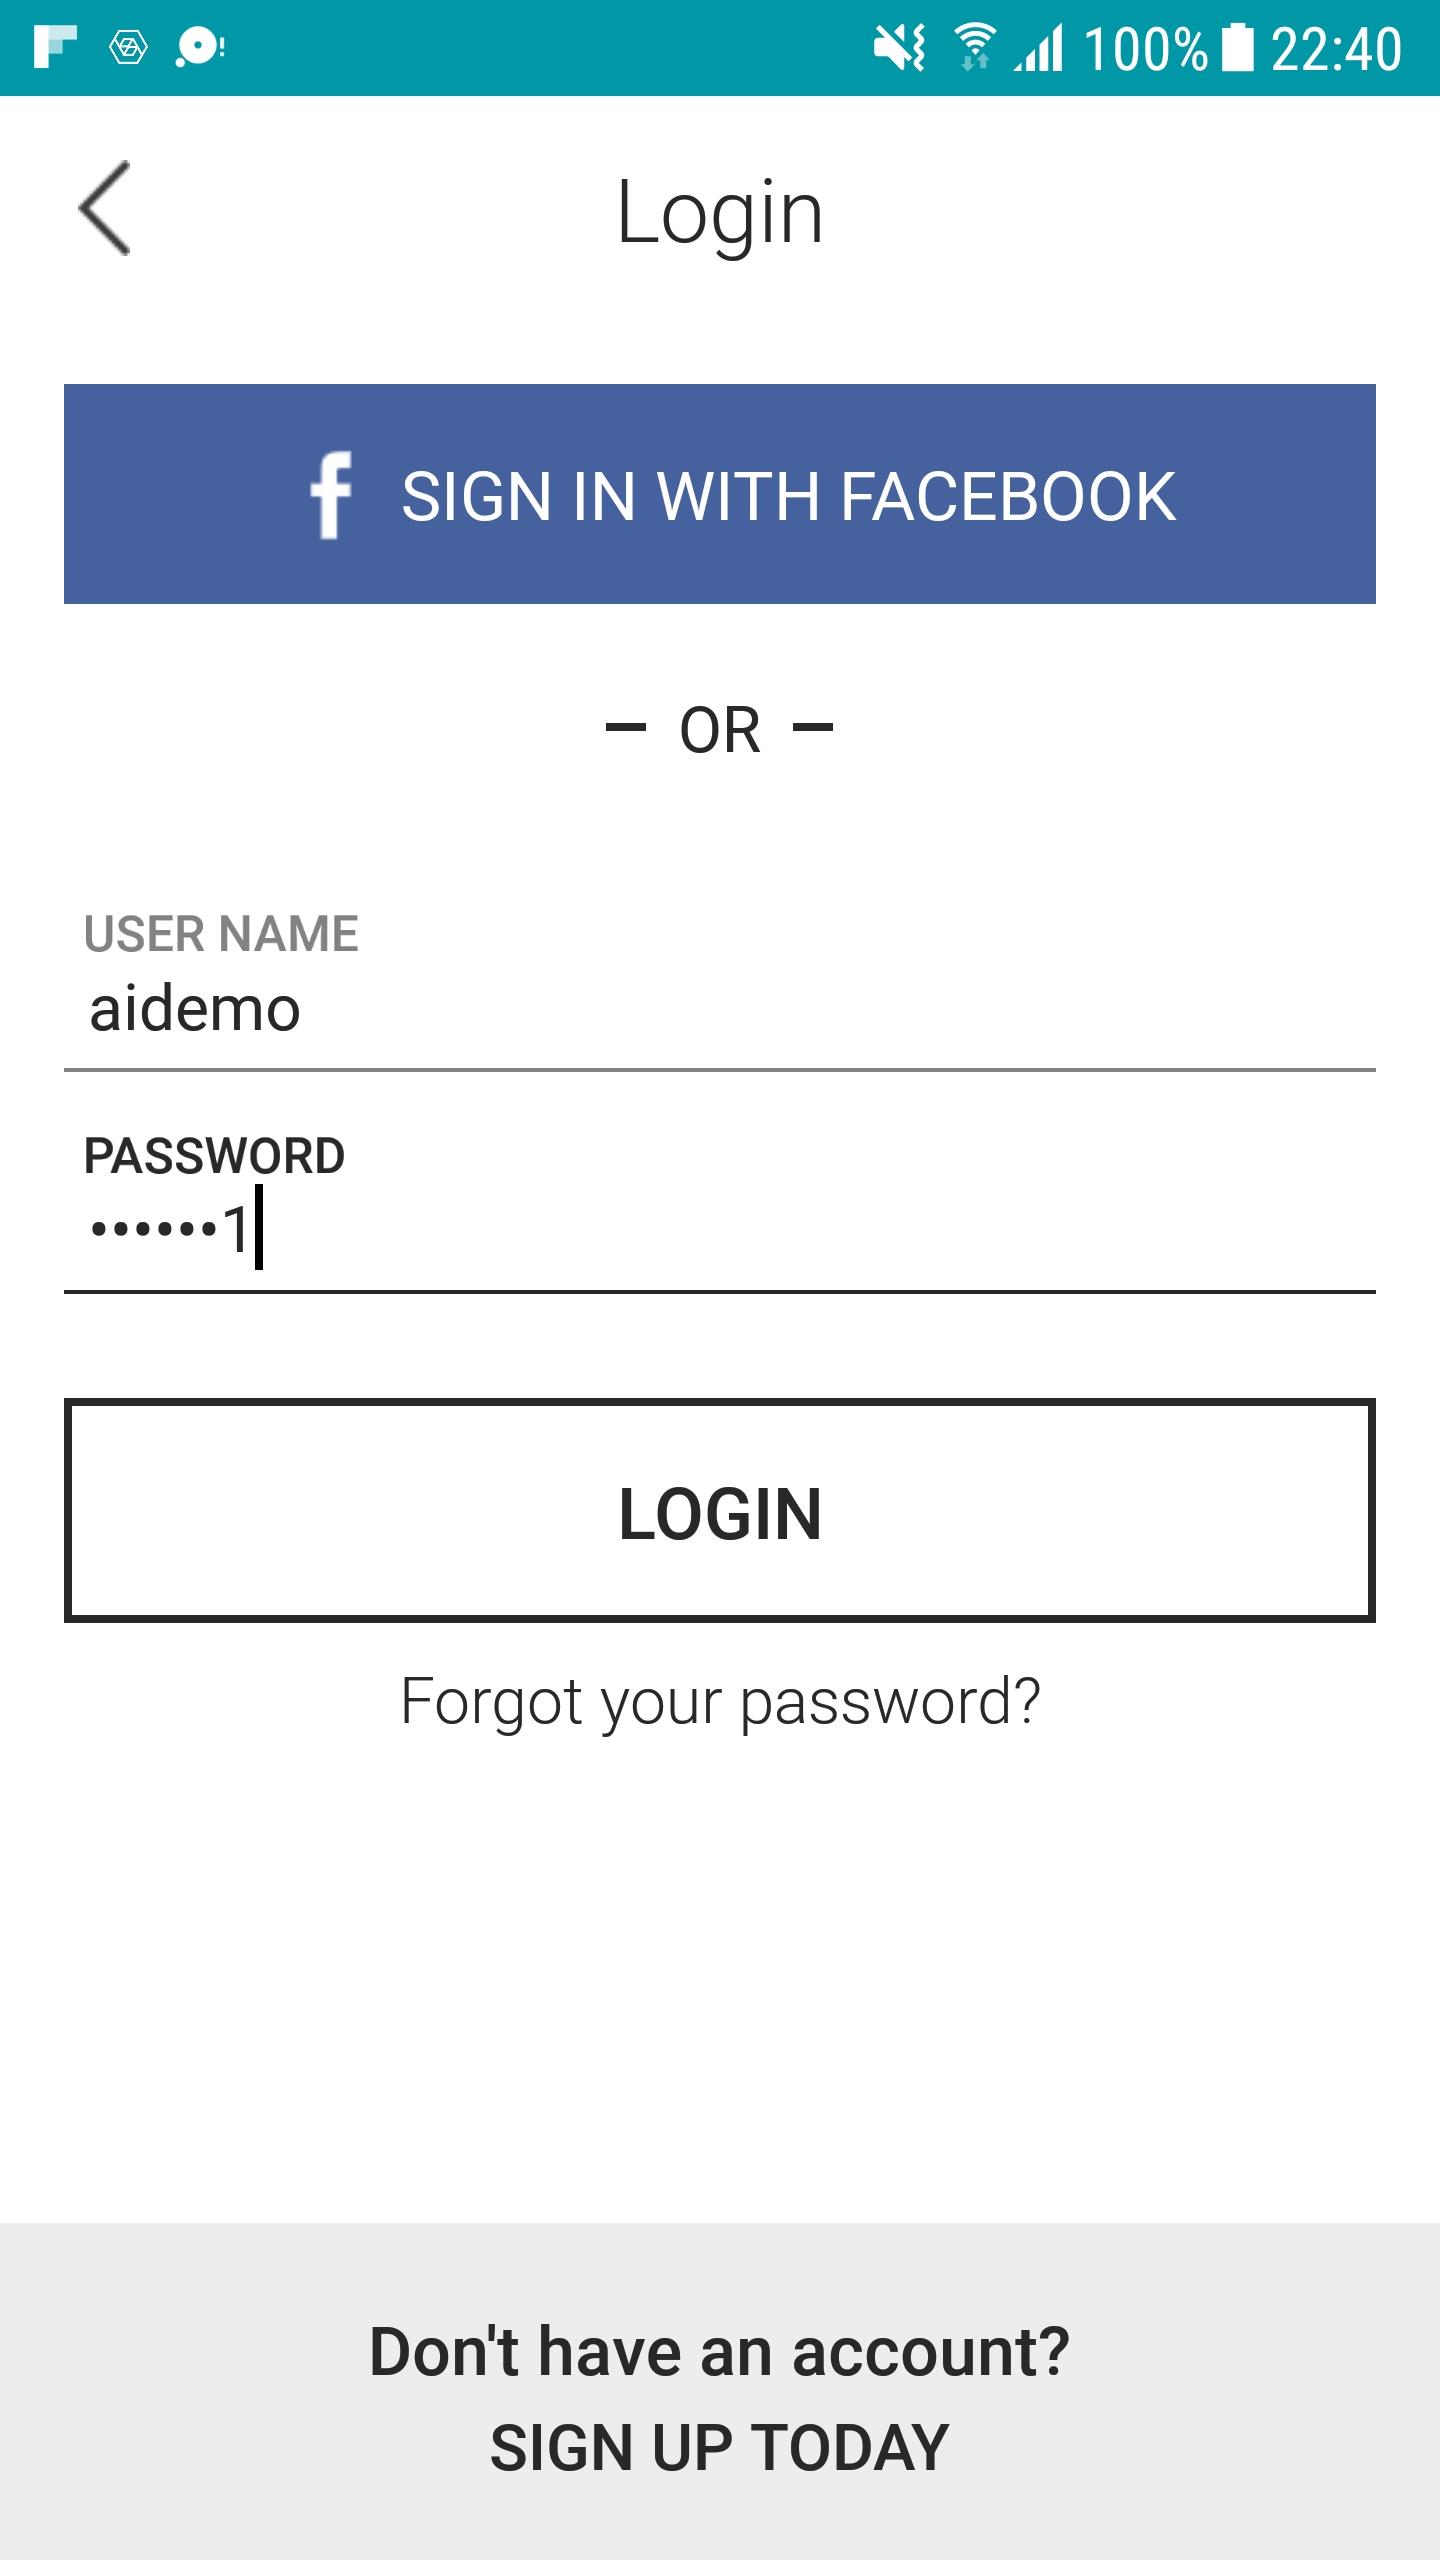 100% 22:40
Login
f SIGN IN WITH FACEBOOK
– OR –
USER NAME
aidemo
PASSWORD
••••••1
LOGIN
Forgot your password?
Don't have an account?
SIGN UP TODAY